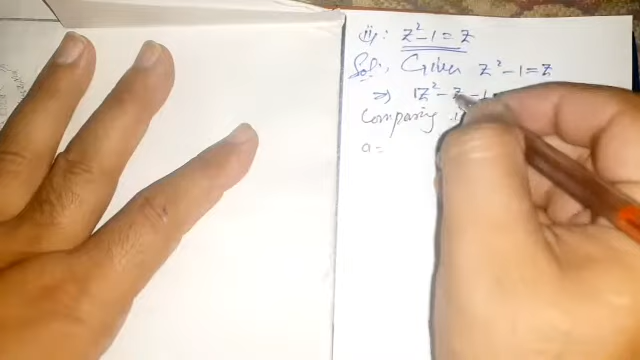 ii, z² - 1 = z
Sol:, Given z² - 1 = z
⇒) 1z² - z - 1
Comparing
a =